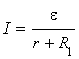 I = ε / (r + R₁)